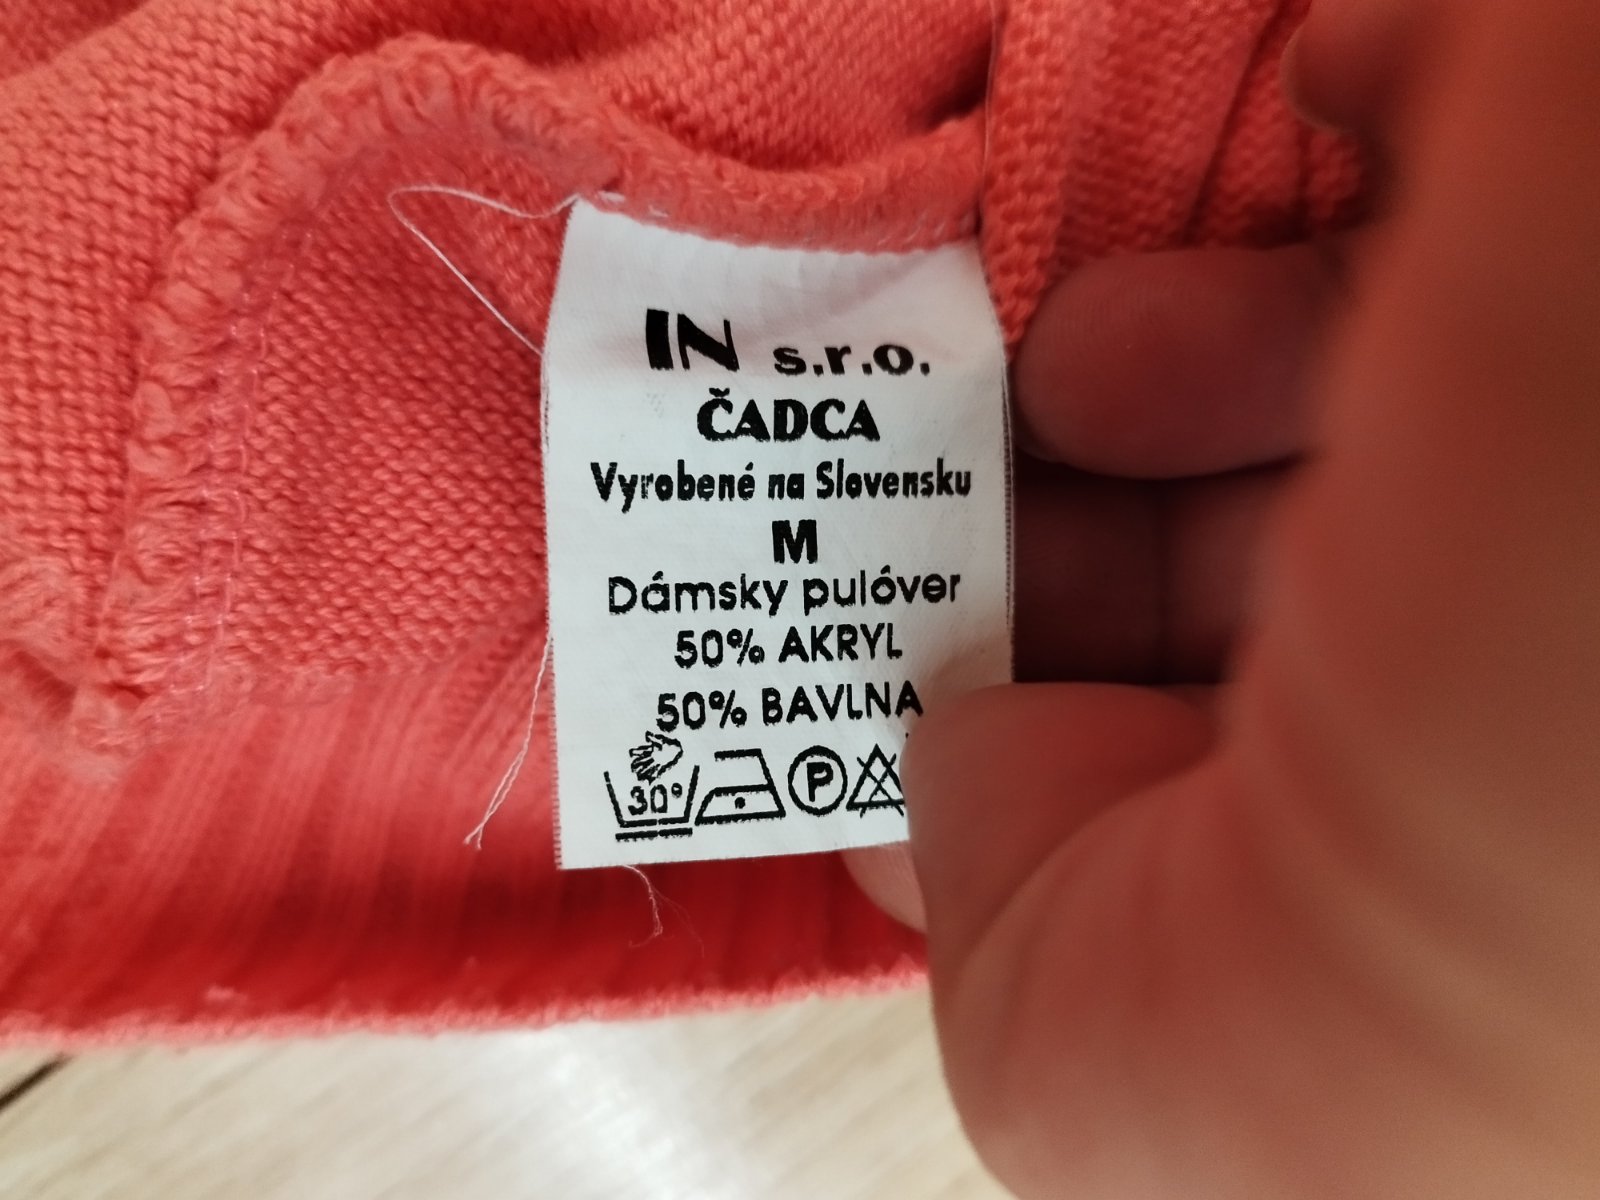 IN s.r.o.
ČADCA
Vyrobené na Slovensku
M
Dámsky pulóver
50% AKRYL
50% BAVLNA
30° P